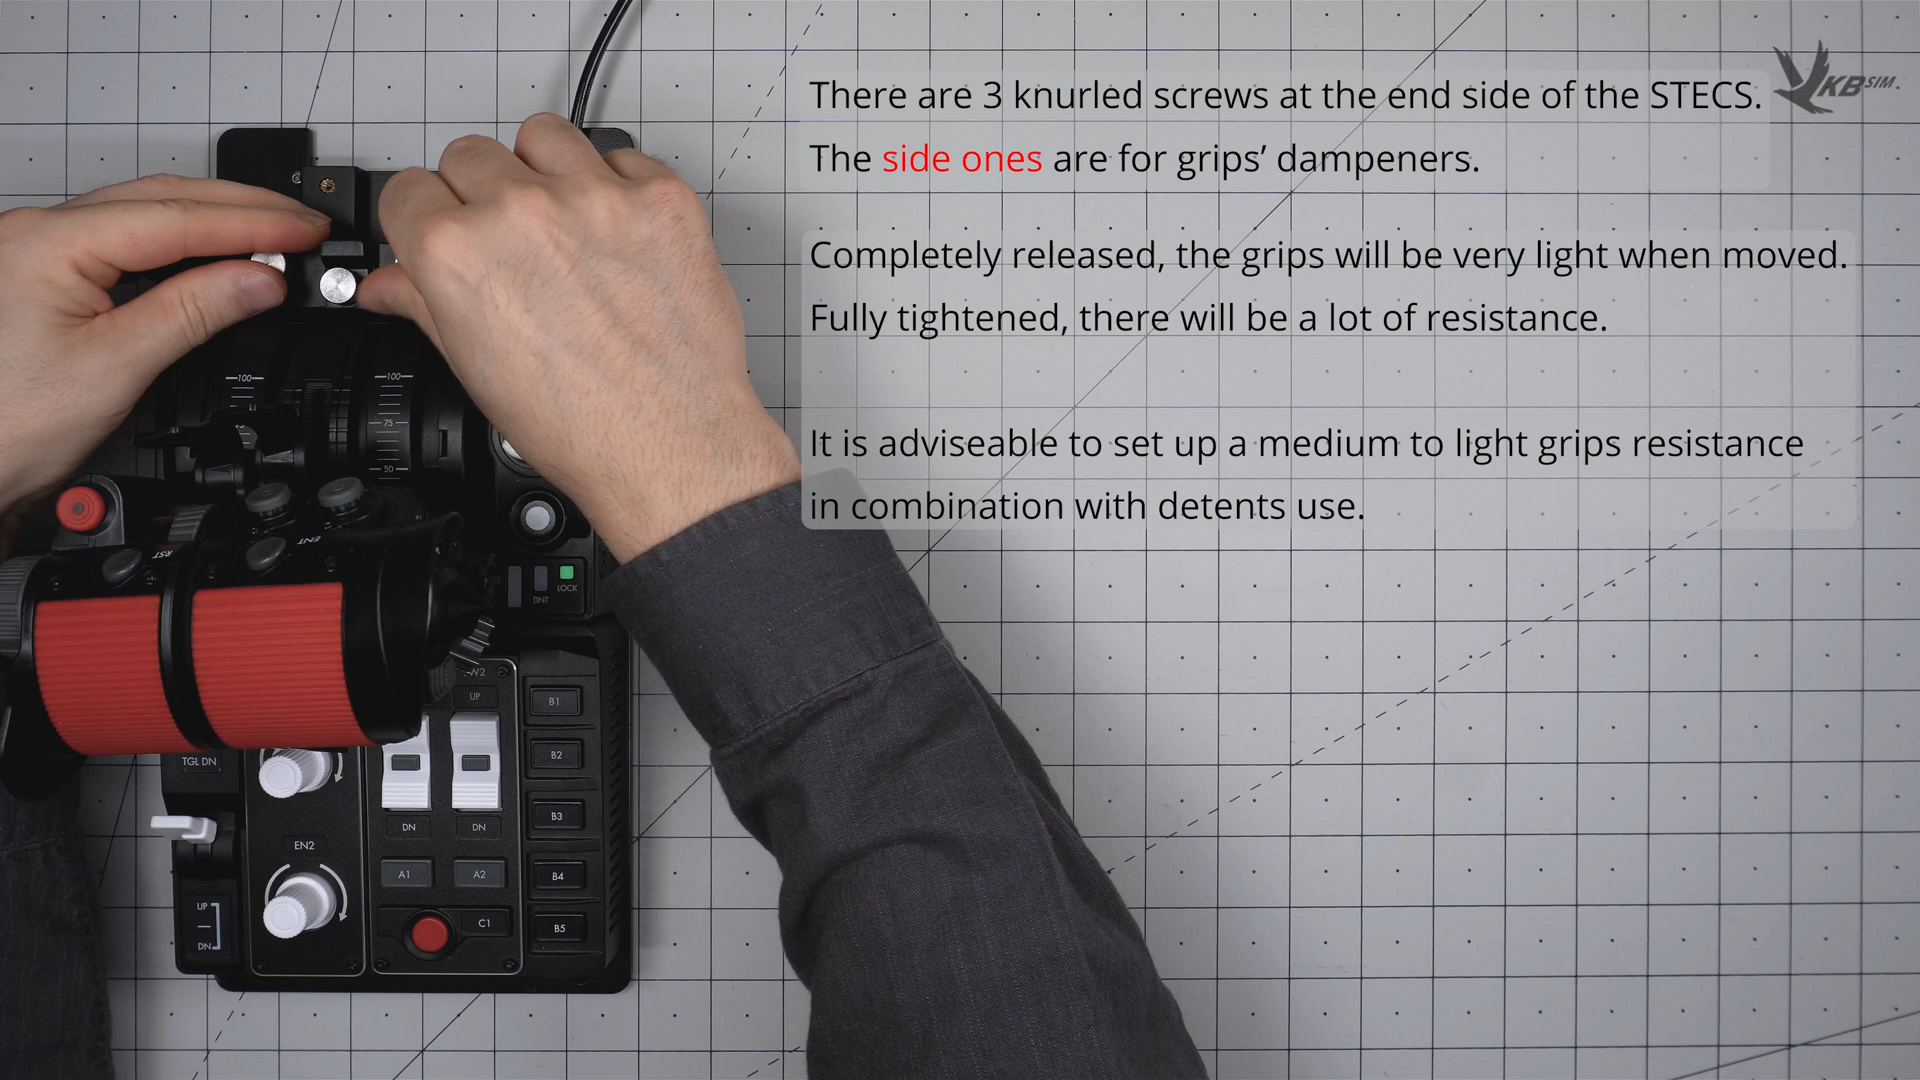 There are 3 knurled screws at the end side of the STECS.
The side ones are for grips’ dampeners.
Completely released, the grips will be very light when moved.
Fully tightened, there will be a lot of resistance.
It is adviseable to set up a medium to light grips resistance
in combination with detents use.
KBSIM.
100
100
75
75
50
RST
ENT
DNT
LOCK
UP
B1
TGL DN
B2
DN
DN
B3
EN2
A1
A2
B4
UP
DN
C1
B5